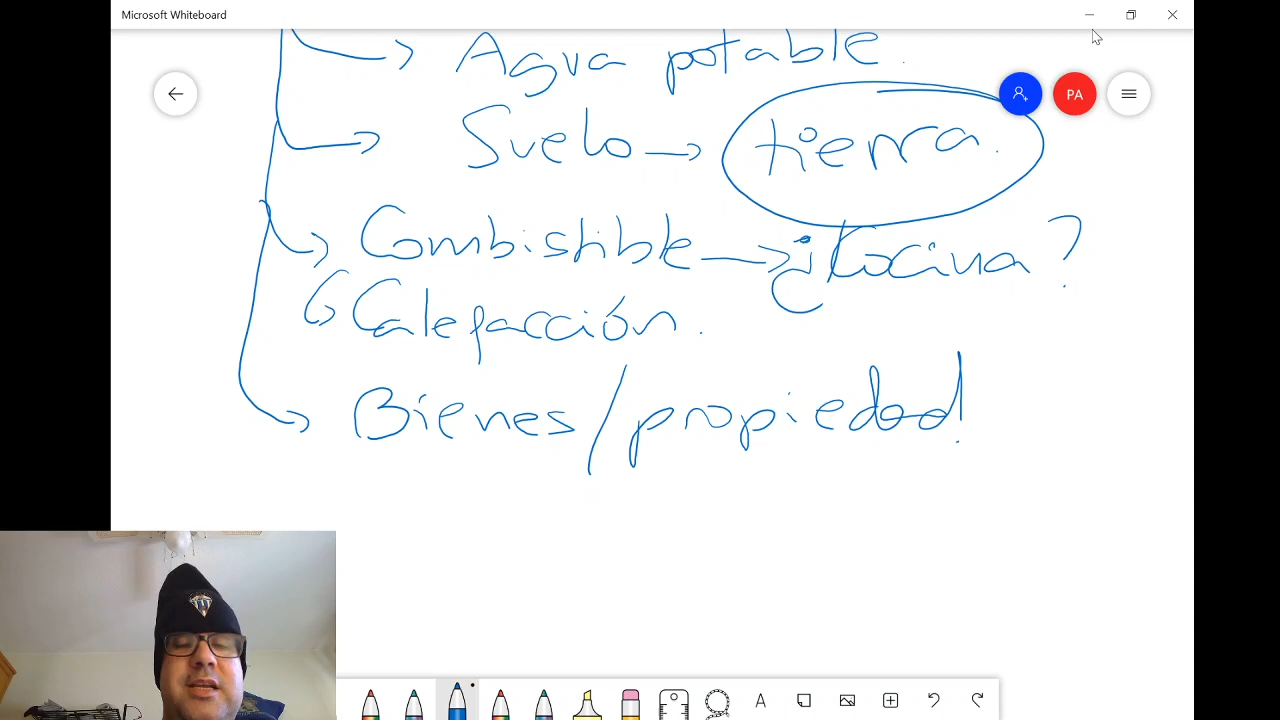 Microsoft Whiteboard
→ Agua potable.
PA
→ Suelo → tierra.
→ Combistible → ¿Cocina?
Calefacción.
→ Bienes/propiedad
A